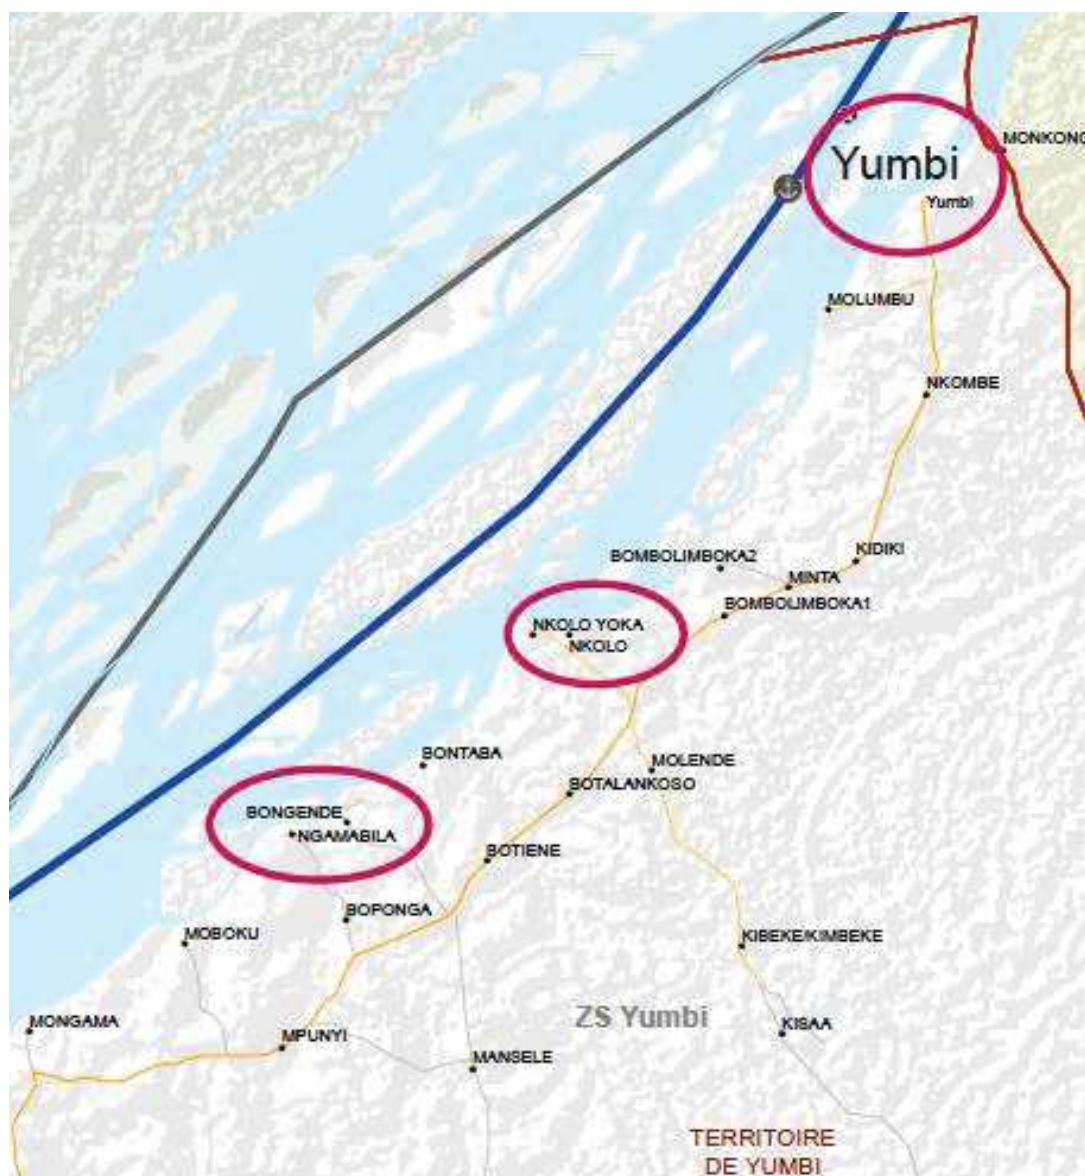 MONKONO
Yumbi
Yumbi
MOLUMBU
NKOMBE
KIDIKI
BOMBOLIMBOKA2
MINTA
BOMBOLIMBOKA1
NKOLO YOKA
NKOLO
BONTABA
MOLENDE
BOTALANKOSO
BONGENDE
NGAMABILA
BOTIENE
BOPONGA
MOBOKU
KIBEKE/KIMBEKE
ZS Yumbi
KISAA
MONGAMA
MPUNYI
MANSELE
TERRITOIRE
DE YUMBI